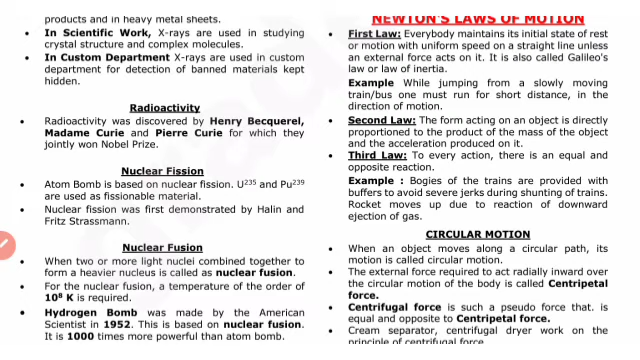 products and in heavy metal sheets.
• In Scientific Work, X-rays are used in studying
crystal structure and complex molecules.
• In Custom Department X-rays are used in custom
department for detection of banned materials kept
hidden.
Radioactivity
• Radioactivity was discovered by Henry Becquerel,
Madame Curie and Pierre Curie for which they
jointly won Nobel Prize.
Nuclear Fission
• Atom Bomb is based on nuclear fission. U²³⁵ and Pu²³⁹
are used as fissionable material.
• Nuclear fission was first demonstrated by Halin and
Fritz Strassmann.
Nuclear Fusion
• When two or more light nuclei combined together to
form a heavier nucleus is called as nuclear fusion.
• For the nuclear fusion, a temperature of the order of
10⁸ K is required.
• Hydrogen Bomb was made by the American
Scientist in 1952. This is based on nuclear fusion.
It is 1000 times more powerful than atom bomb.
NEWTON'S LAWS OF MOTION
• First Law: Everybody maintains its initial state of rest
or motion with uniform speed on a straight line unless
an external force acts on it. It is also called Galileo's
law or law of inertia.
Example While jumping from a slowly moving
train/bus one must run for short distance, in the
direction of motion.
• Second Law: The form acting on an object is directly
proportioned to the product of the mass of the object
and the acceleration produced on it.
• Third Law: To every action, there is an equal and
opposite reaction.
Example : Bogies of the trains are provided with
buffers to avoid severe jerks during shunting of trains.
Rocket moves up due to reaction of downward
ejection of gas.
CIRCULAR MOTION
• When an object moves along a circular path, its
motion is called circular motion.
• The external force required to act radially inward over
the circular motion of the body is called Centripetal
force.
• Centrifugal force is such a pseudo force that. is
equal and opposite to Centripetal force.
• Cream separator, centrifugal dryer work on the
principle of centrifugal force